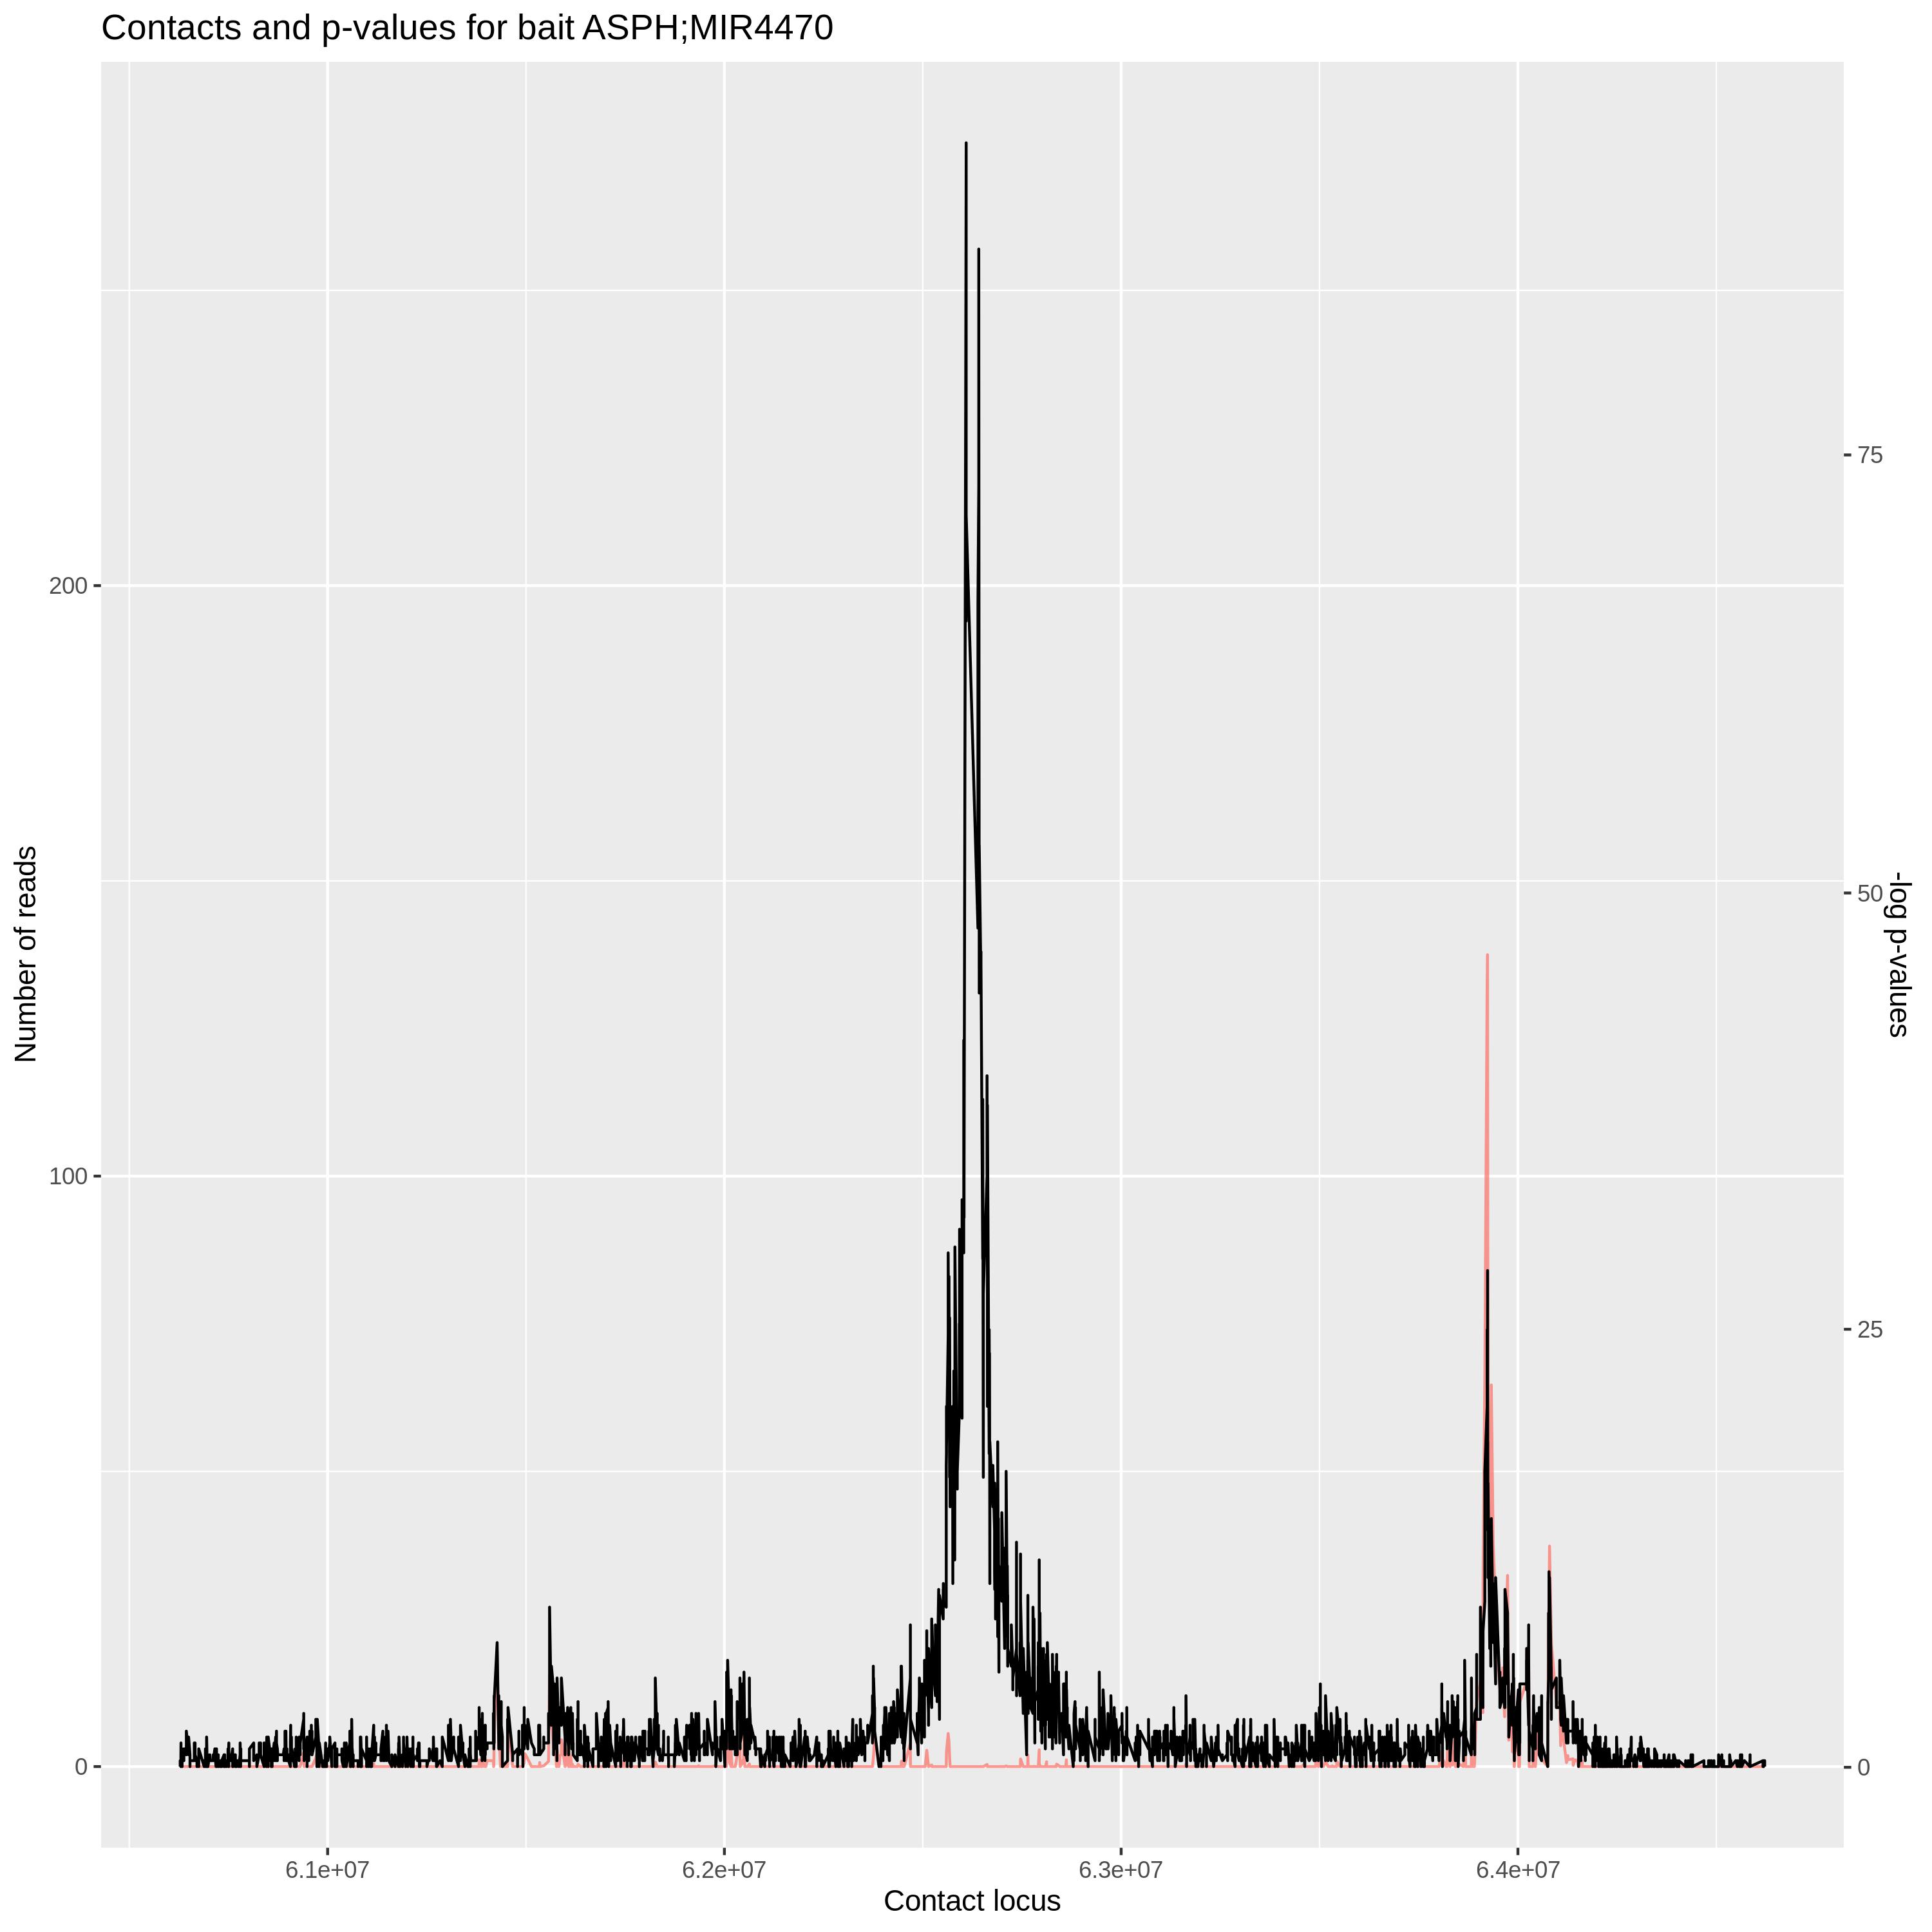 Contacts and p-values for bait ASPH;MIR4470
Number of reads
200
100
0
75
50
25
0
-log p-values
6.1e+07
6.2e+07
6.3e+07
6.4e+07
Contact locus